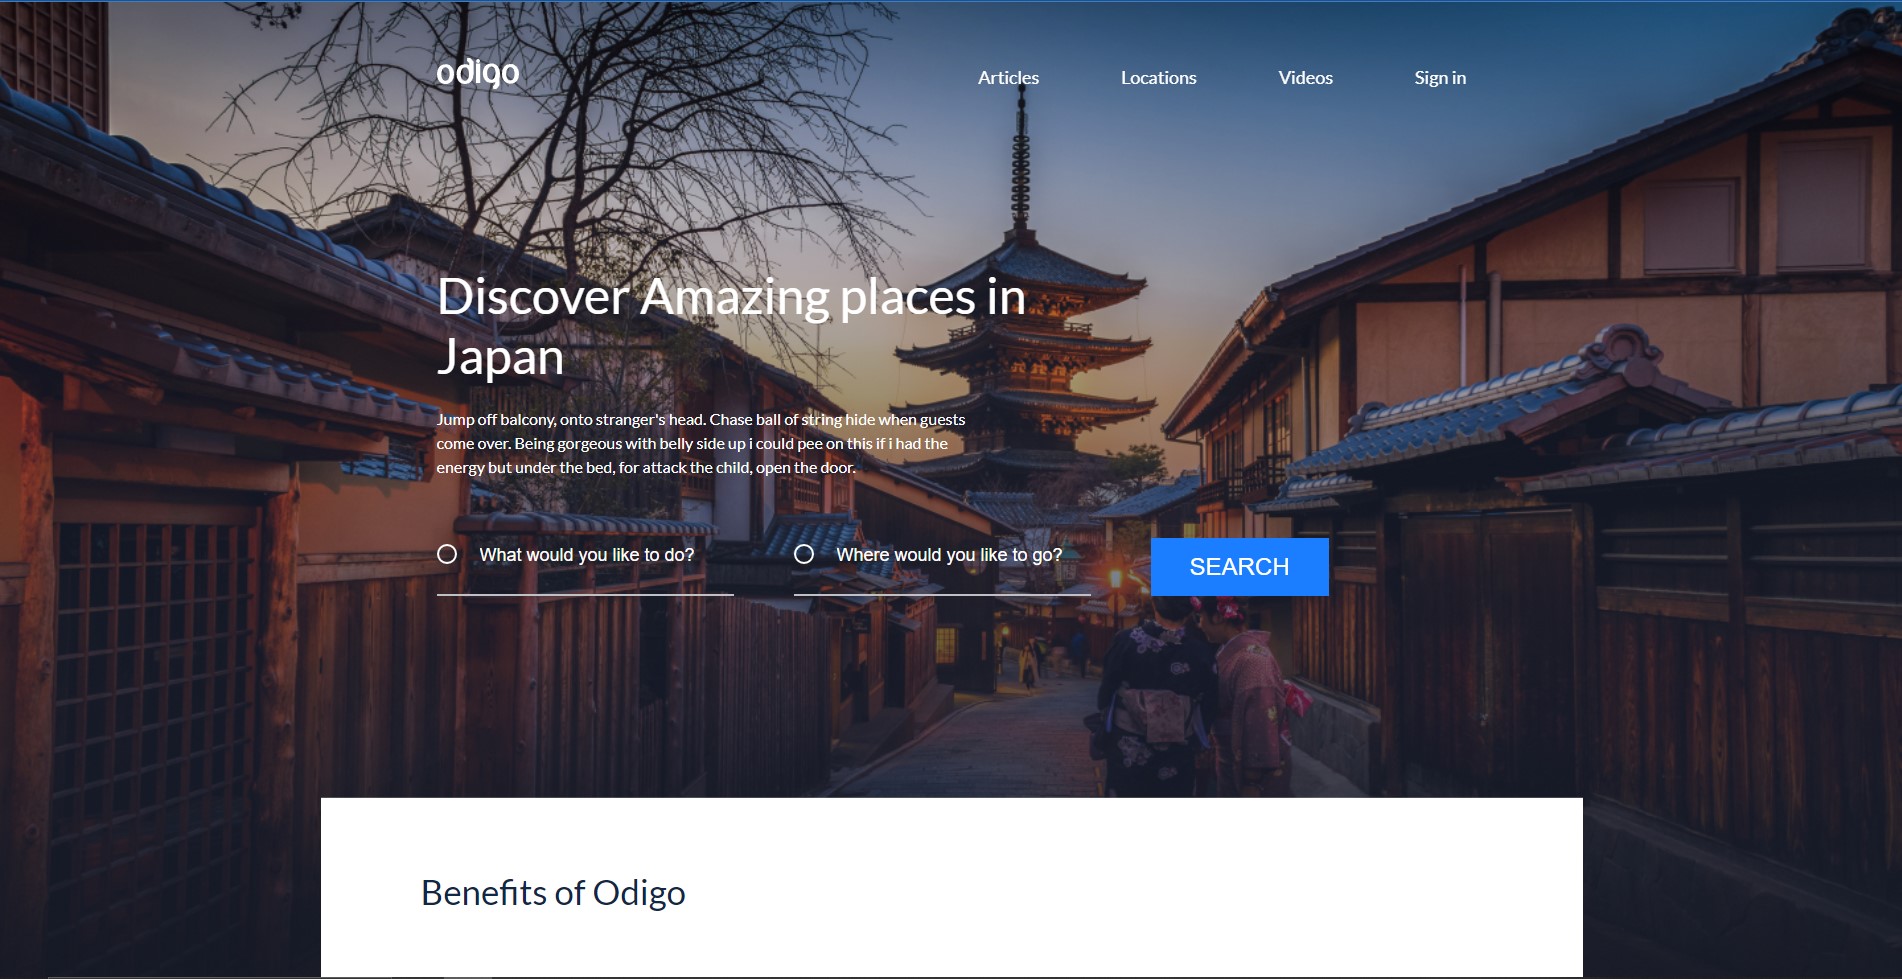 odigo
Articles
Locations
Videos
Sign in
Discover Amazing places in
Japan
Jump off balcony, onto stranger's head. Chase ball of string hide when guests
come over. Being gorgeous with belly side up i could pee on this if i had the
energy but under the bed, for attack the child, open the door.
What would you like to do?
Where would you like to go?
SEARCH
Benefits of Odigo